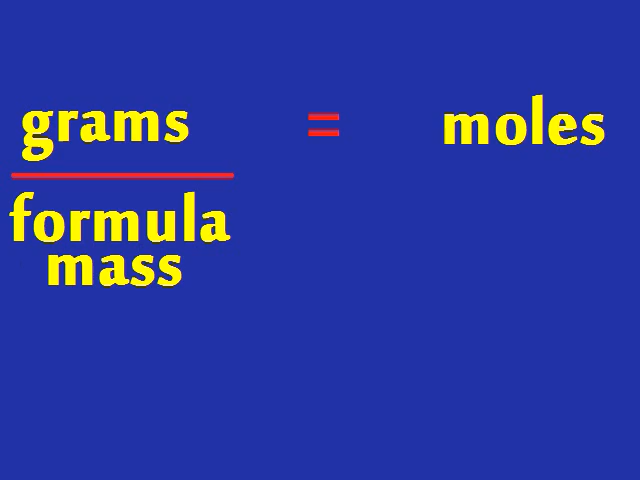 grams = moles
formula
mass